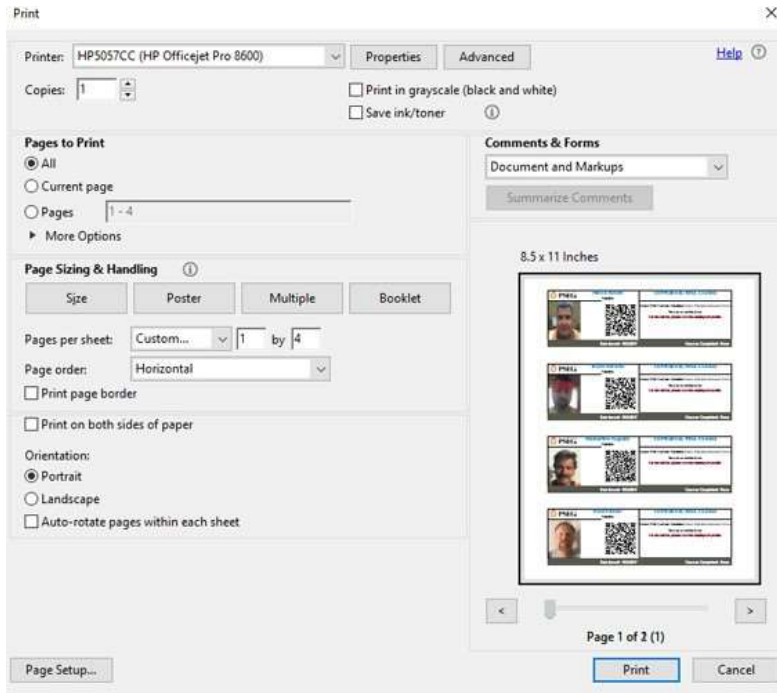 Print
Printer: HP5057CC (HP Officejet Pro 8600) Properties Advanced Help
Copies: 1 Print in grayscale (black and white)
Save ink/toner
Pages to Print
All
Current page
Pages 1 - 4
More Options
Comments & Forms
Document and Markups
Summarize Comments
Page Sizing & Handling
Size Poster Multiple Booklet
Pages per sheet: Custom... 1 by 4
Page order: Horizontal
Print page border
Print on both sides of paper
Orientation:
Portrait
Landscape
Auto-rotate pages within each sheet
8.5 x 11 Inches
< >
Page 1 of 2 (1)
Page Setup... Print Cancel